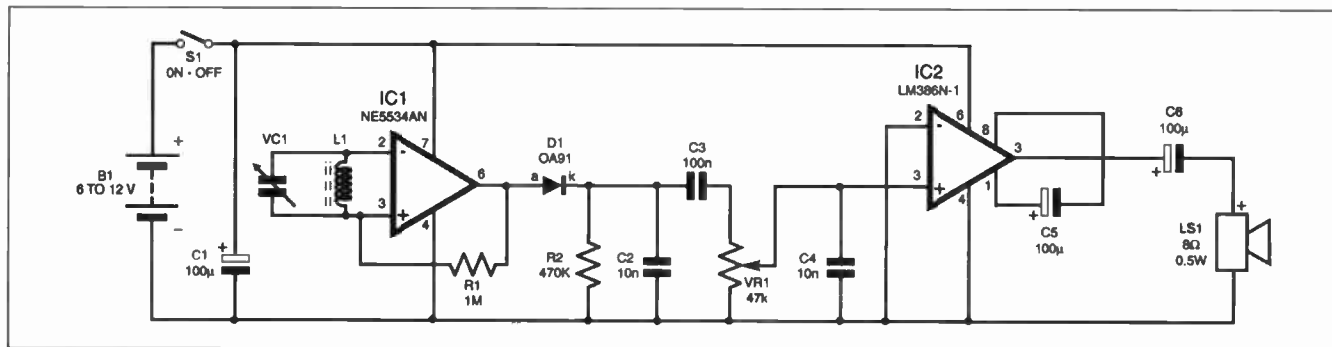 S1
ON - OFF
B1
6 TO 12 V
+
−
C1
100µ
+
VC1
L1
IC1
NE5534AN
2
-
3
+
7
6
4
R1
1M
D1
OA91
a
k
R2
470K
C2
10n
C3
100n
VR1
47k
C4
10n
IC2
LM386N-1
2
-
3
+
6
8
3
1
4
C5
100µ
+
C6
100µ
+
LS1
8Ω
0.5W
+